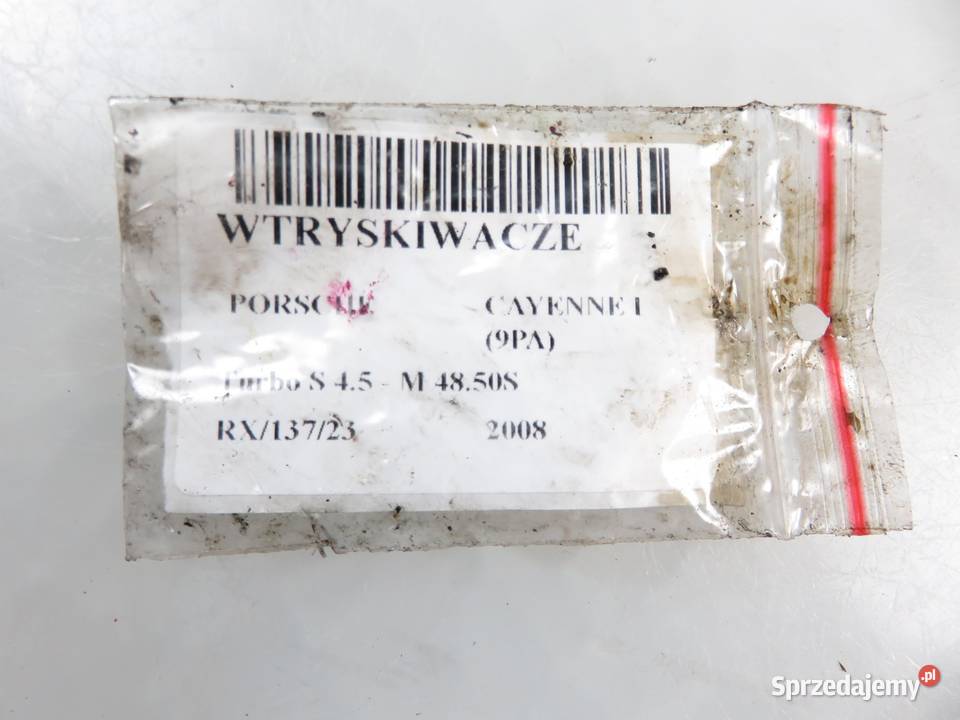 WTRYSKIWACZE
PORSCHE CAYENNE I
(9PA)
Turbo S 4.5 - M 48.50S
RX/137/23 2008
Sprzedajemy.pl